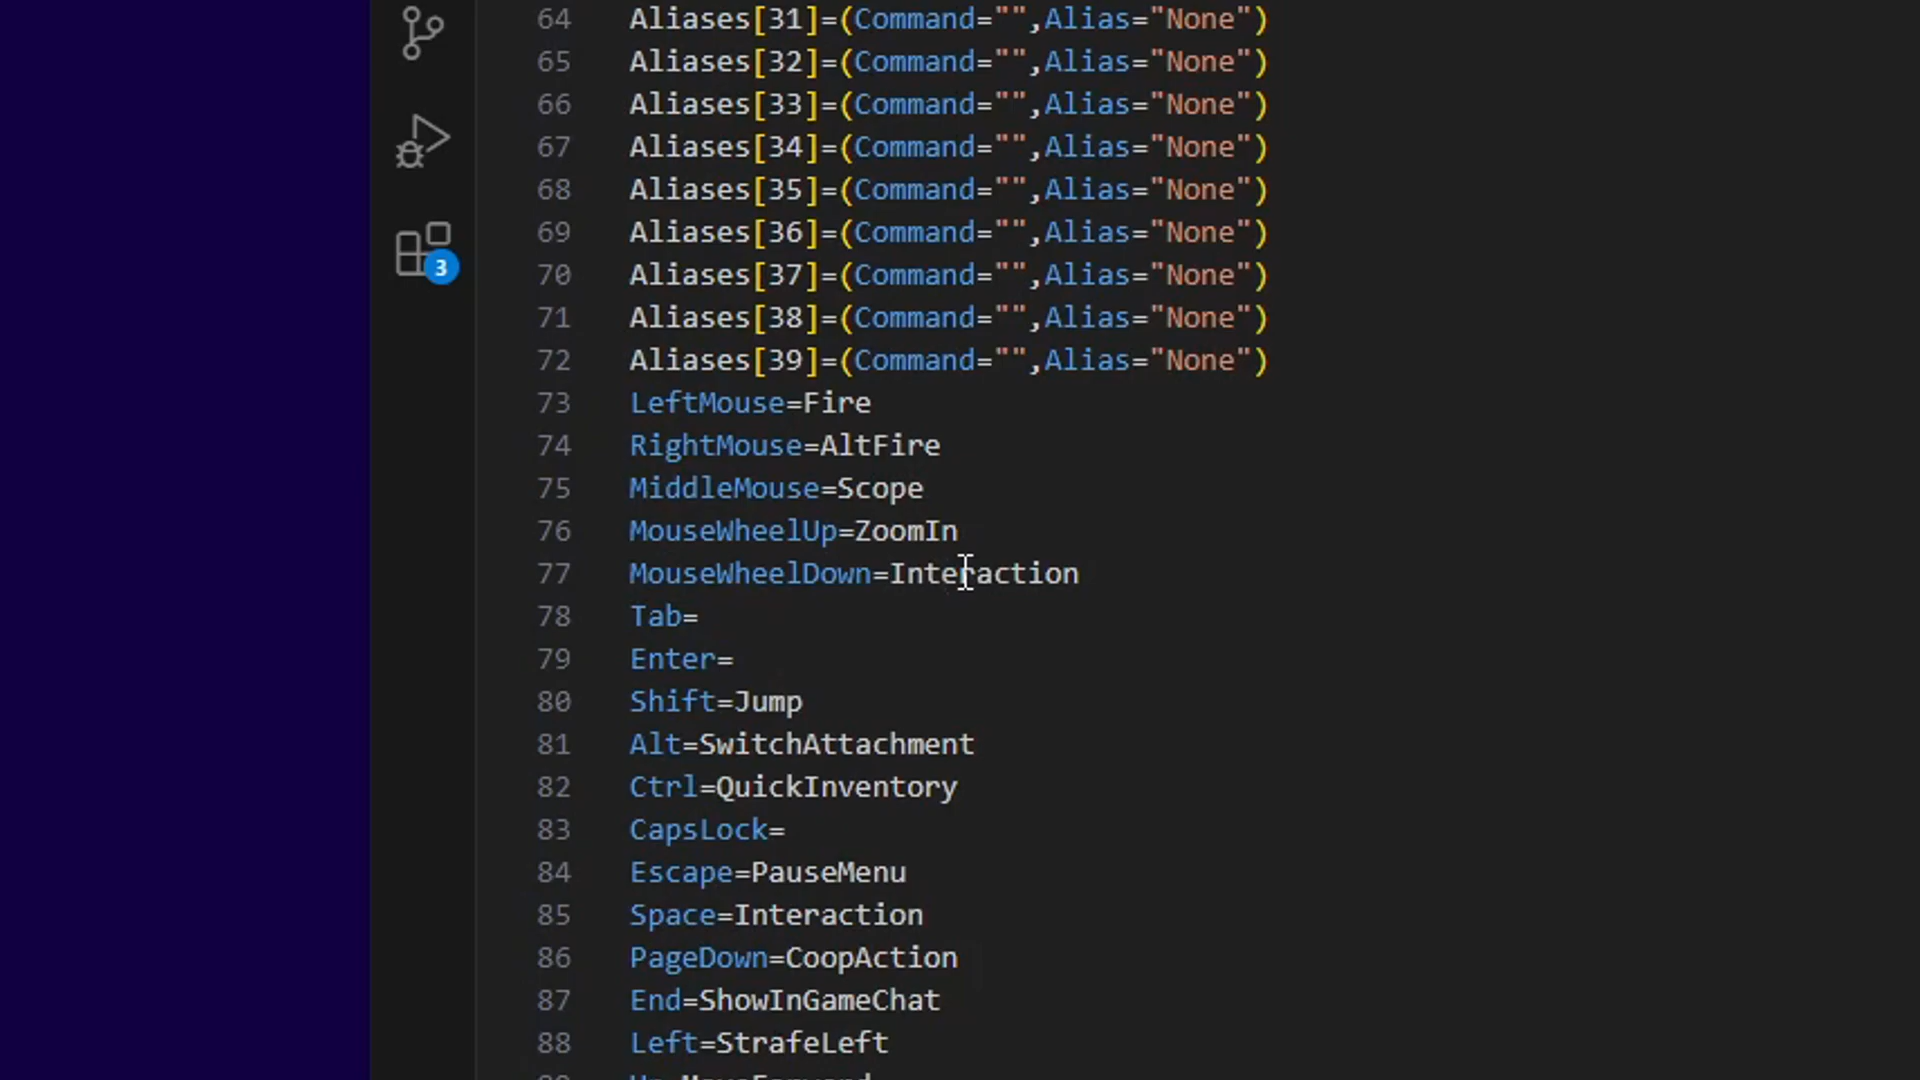 64 Aliases[31]=(Command="",Alias="None")
65 Aliases[32]=(Command="",Alias="None")
66 Aliases[33]=(Command="",Alias="None")
67 Aliases[34]=(Command="",Alias="None")
68 Aliases[35]=(Command="",Alias="None")
69 Aliases[36]=(Command="",Alias="None")
3
70 Aliases[37]=(Command="",Alias="None")
71 Aliases[38]=(Command="",Alias="None")
72 Aliases[39]=(Command="",Alias="None")
73 LeftMouse=Fire
74 RightMouse=AltFire
75 MiddleMouse=Scope
76 MouseWheelUp=ZoomIn
77 MouseWheelDown=Interaction
78 Tab=
79 Enter=
80 Shift=Jump
81 Alt=SwitchAttachment
82 Ctrl=QuickInventory
83 CapsLock=
84 Escape=PauseMenu
85 Space=Interaction
86 PageDown=CoopAction
87 End=ShowInGameChat
88 Left=StrafeLeft